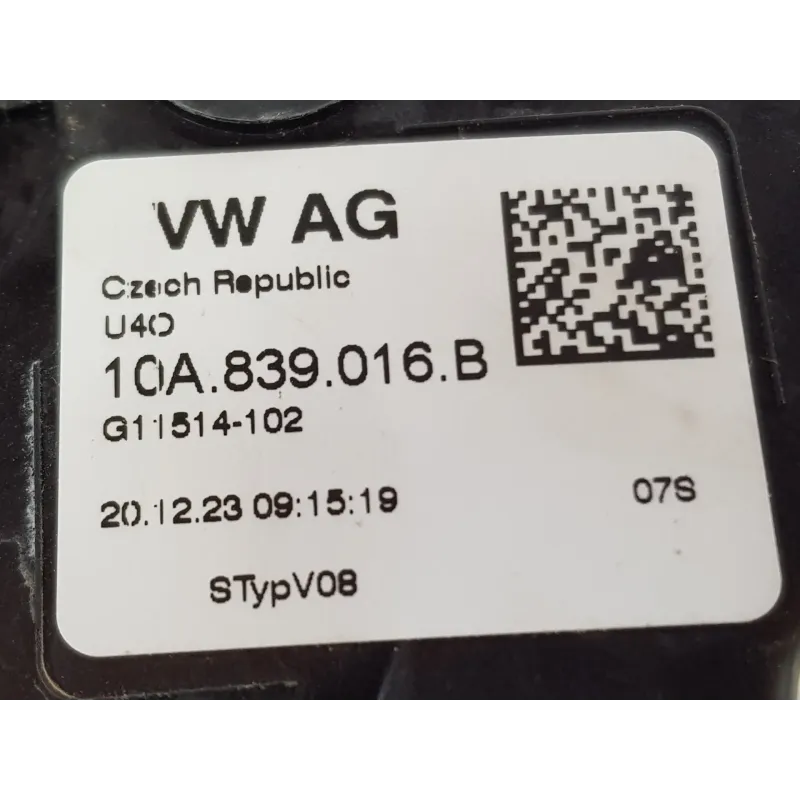 VW AG
Czech Republic
U4O
10A.839.016.B
G11514-102
20.12.23 09:15:19
07S
STypV08